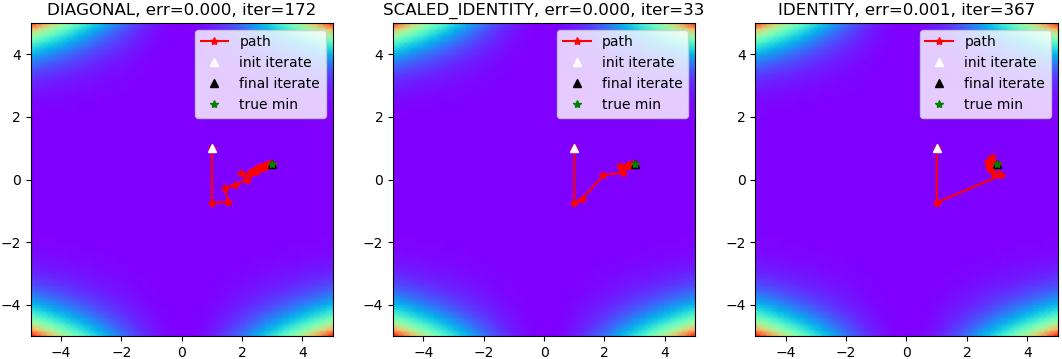 DIAGONAL, err=0.000, iter=172
path
init iterate
final iterate
true min
4
2
0
−2
−4
−4 −2 0 2 4
SCALED_IDENTITY, err=0.000, iter=33
path
init iterate
final iterate
true min
4
2
0
−2
−4
−4 −2 0 2 4
IDENTITY, err=0.001, iter=367
path
init iterate
final iterate
true min
4
2
0
−2
−4
−4 −2 0 2 4